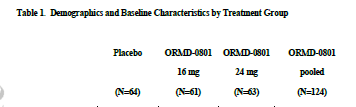 Table 1. Demographics and Baseline Characteristics by Treatment Group
Placebo ORMD-0801 ORMD-0801 ORMD-0801
16 mg 24 mg pooled
(N=64) (N=61) (N=63) (N=124)